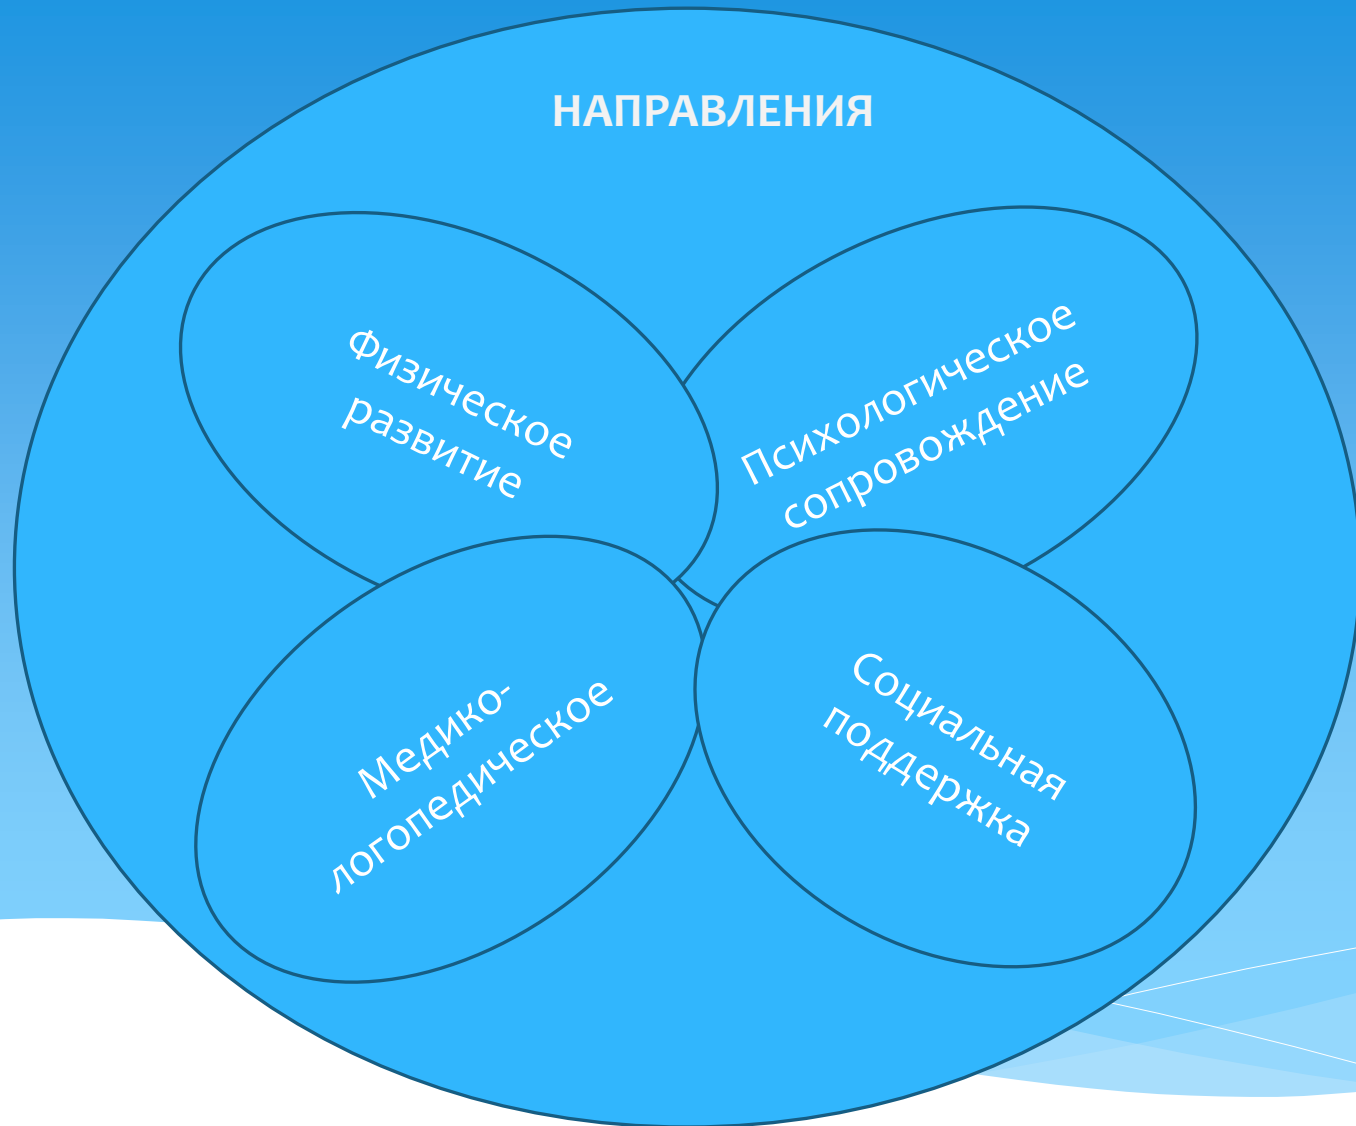 НАПРАВЛЕНИЯ
Физическое
развитие
Психологическое
сопровождение
Медико-
логопедическое
Социальная
поддержка